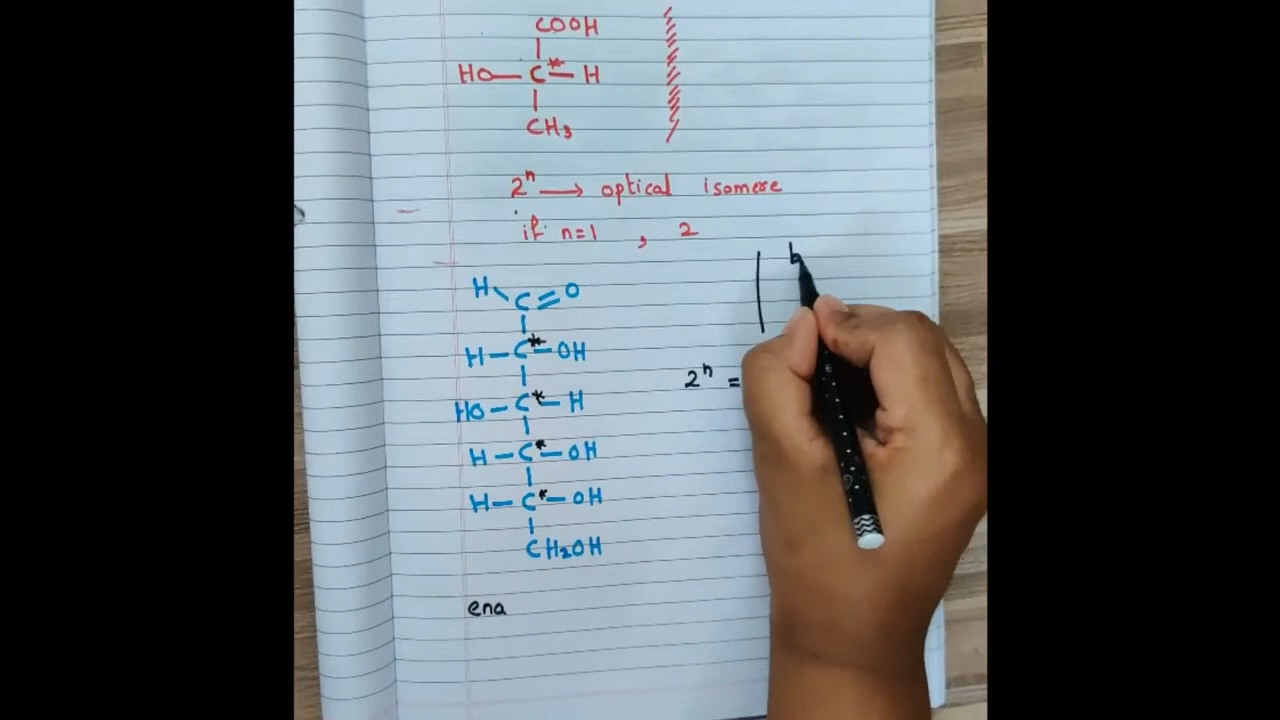 COOH
HO—C*—H
CH₃
2ⁿ → optical isomere
if n=1 , 2
H C=O
H—C*—OH
HO—C*—H
H—C*—OH
H—C*—OH
CH₂OH
2ⁿ =
ena